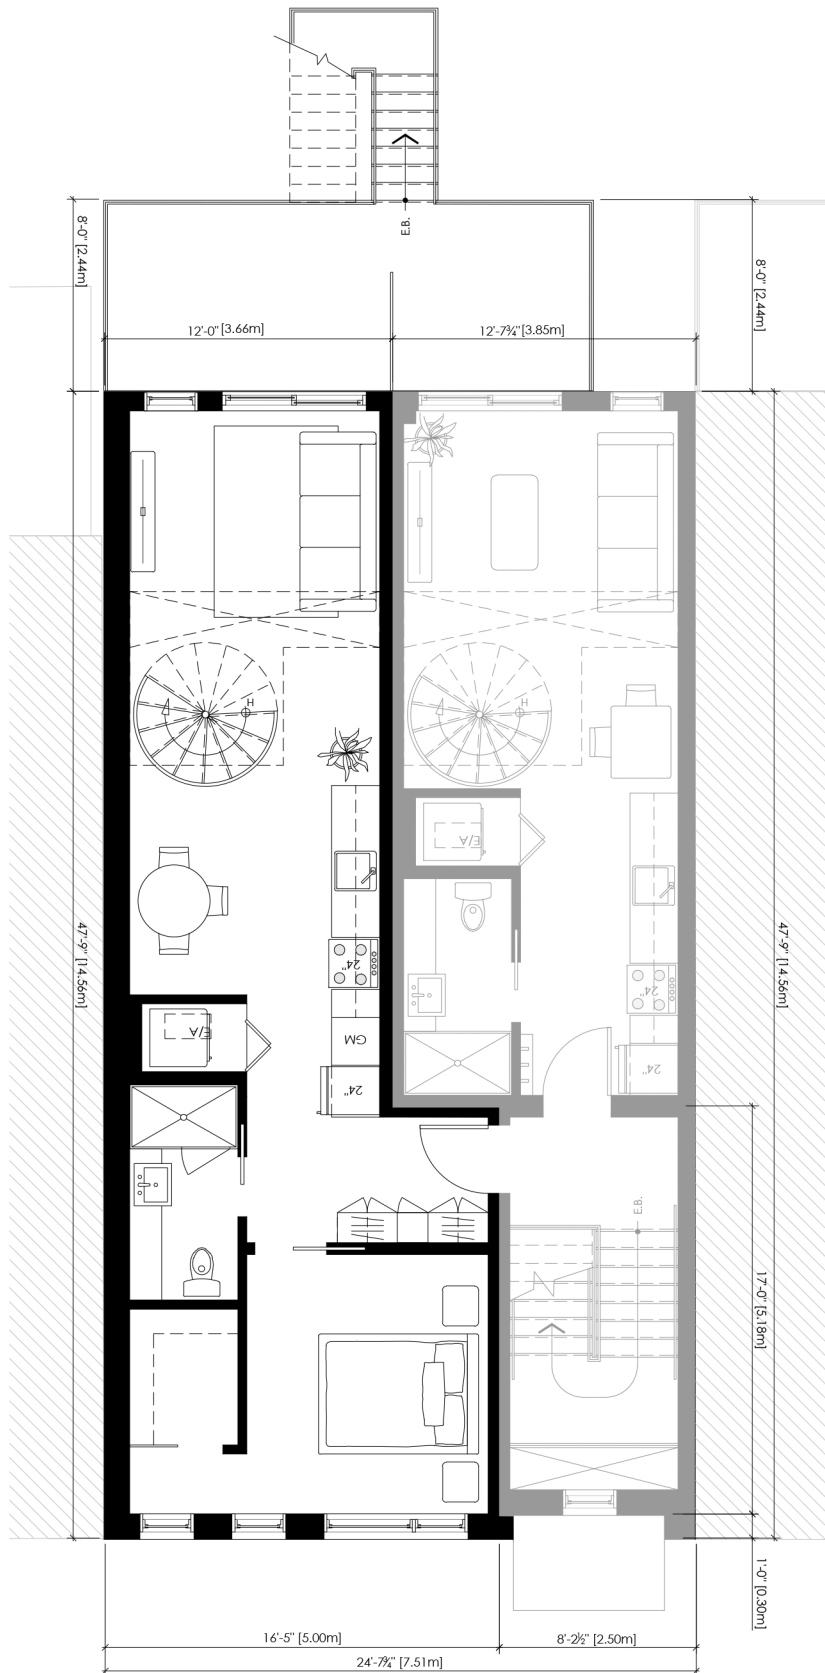 E.B.
8'-0" [2.44m]
8'-0" [2.44m]
12'-0" [3.66m]
12'-7¾" [3.85m]
H
H
E/A
24"
47'-9" [14.56m]
47'-9" [14.56m]
24"
E/A
GM
24"
24"
E.B.
17'-0" [5.18m]
1'-0" [0.30m]
16'-5" [5.00m]
8'-2½" [2.50m]
24'-7¾" [7.51m]